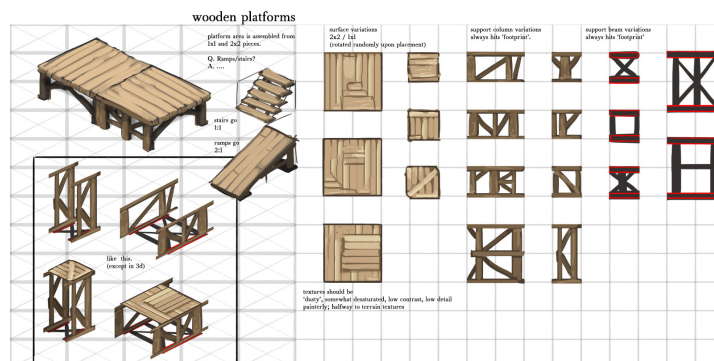 wooden platforms
platform area is assembled from
1x1 and 2x2 pieces.
Q. Ramps/stairs?
A. ....
stairs go
1:1
ramps go
2:1
like this.
(except in 3d)
surface variations
2x2 / 1x1
(rotated randomly upon placement)
support column variations
always hits 'footprint'.
support beam variations
always hits 'footprint'
textures should be
'dusty', somewhat desaturated, low contrast, low detail
painterly; halfway to terrain textures